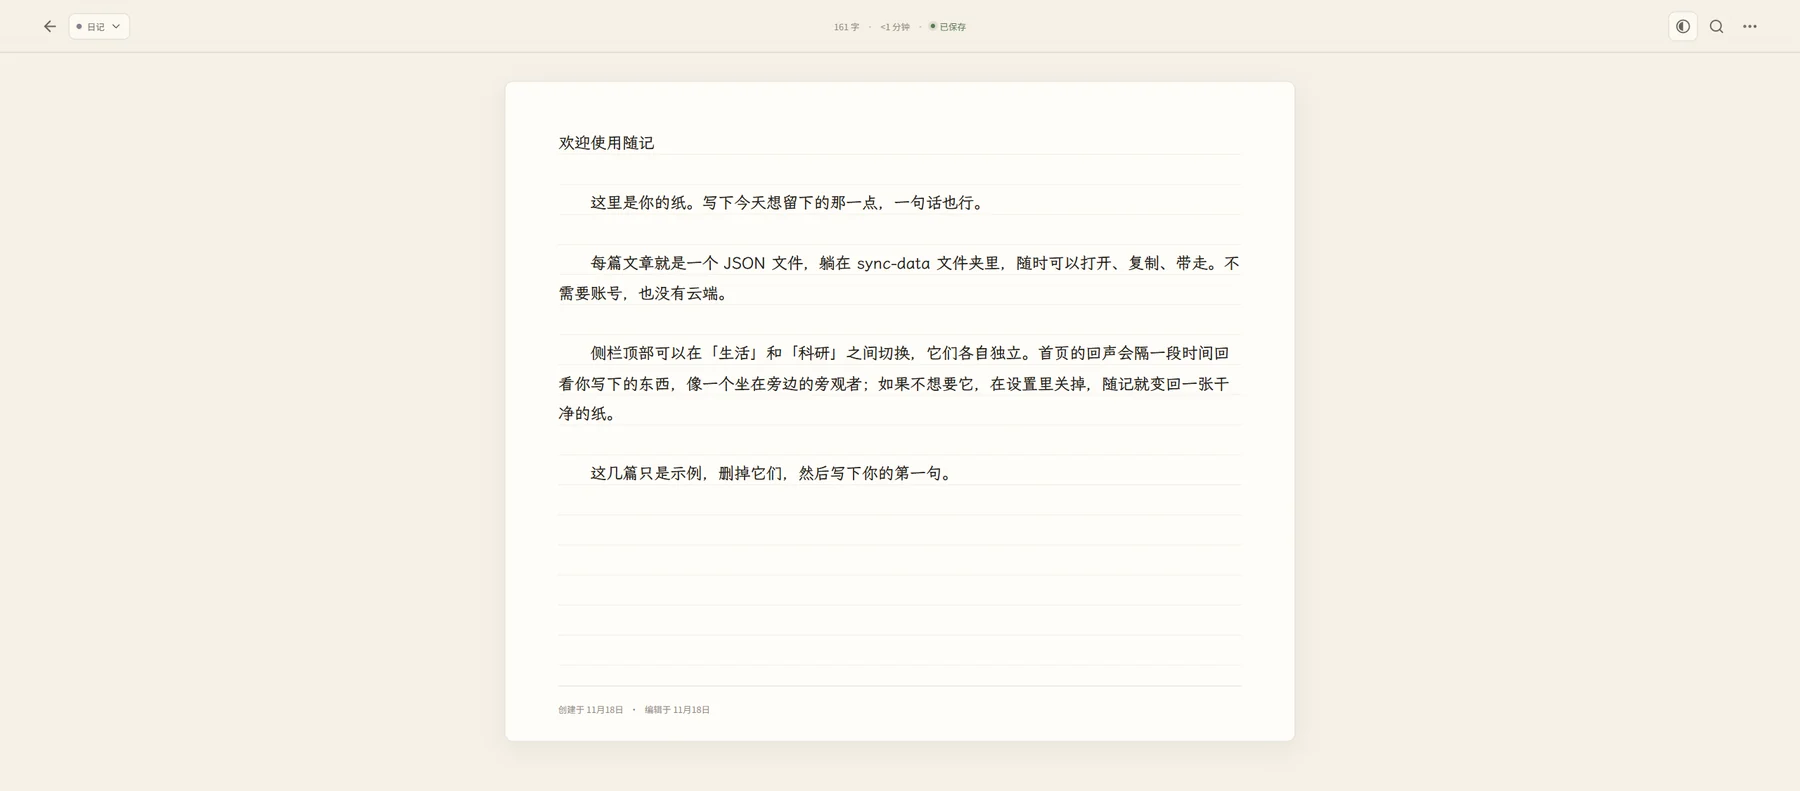 日记
161 字 · <1 分钟 · 已保存
欢迎使用随记
这里是你的纸。写下今天想留下的那一点，一句话也行。
每篇文章就是一个 JSON 文件，躺在 sync-data 文件夹里，随时可以打开、复制、带走。不
需要账号，也没有云端。
侧栏顶部可以在「生活」和「科研」之间切换，它们各自独立。首页的回声会隔一段时间回
看你写下的东西，像一个坐在旁边的旁观者；如果不想要它，在设置里关掉，随记就变回一张干
净的纸。
这几篇只是示例，删掉它们，然后写下你的第一句。
创建于 11月18日 · 编辑于 11月18日